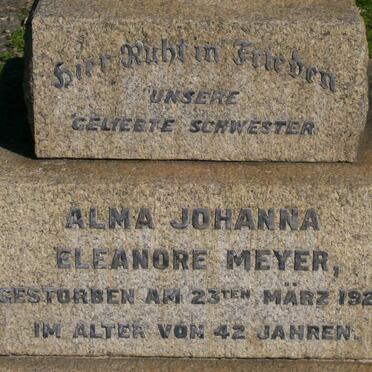 Hier Ruht in Frieden
UNSERE
GELIEBTE SCHWESTER
ALMA JOHANNA
ELEANORE MEYER,
GESTORBEN AM 23TEN MÄRZ
IM ALTER VON 42 JAHREN.